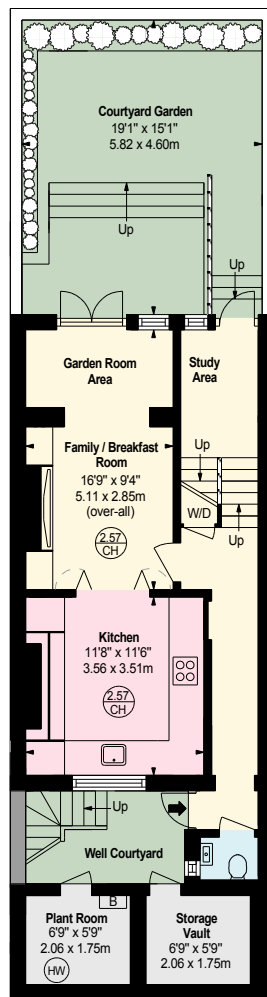 Courtyard Garden
19'1" x 15'1"
5.82 x 4.60m
Up
Up
Garden Room
Area
Study
Area
Family / Breakfast
Room
16'9" x 9'4"
5.11 x 2.85m
(over-all)
2.57
CH
Up
W/D
Up
Kitchen
11'8" x 11'6"
3.56 x 3.51m
2.57
CH
Up
Well Courtyard
B
Plant Room
6'9" x 5'9"
2.06 x 1.75m
HW
Storage
Vault
6'9" x 5'9"
2.06 x 1.75m